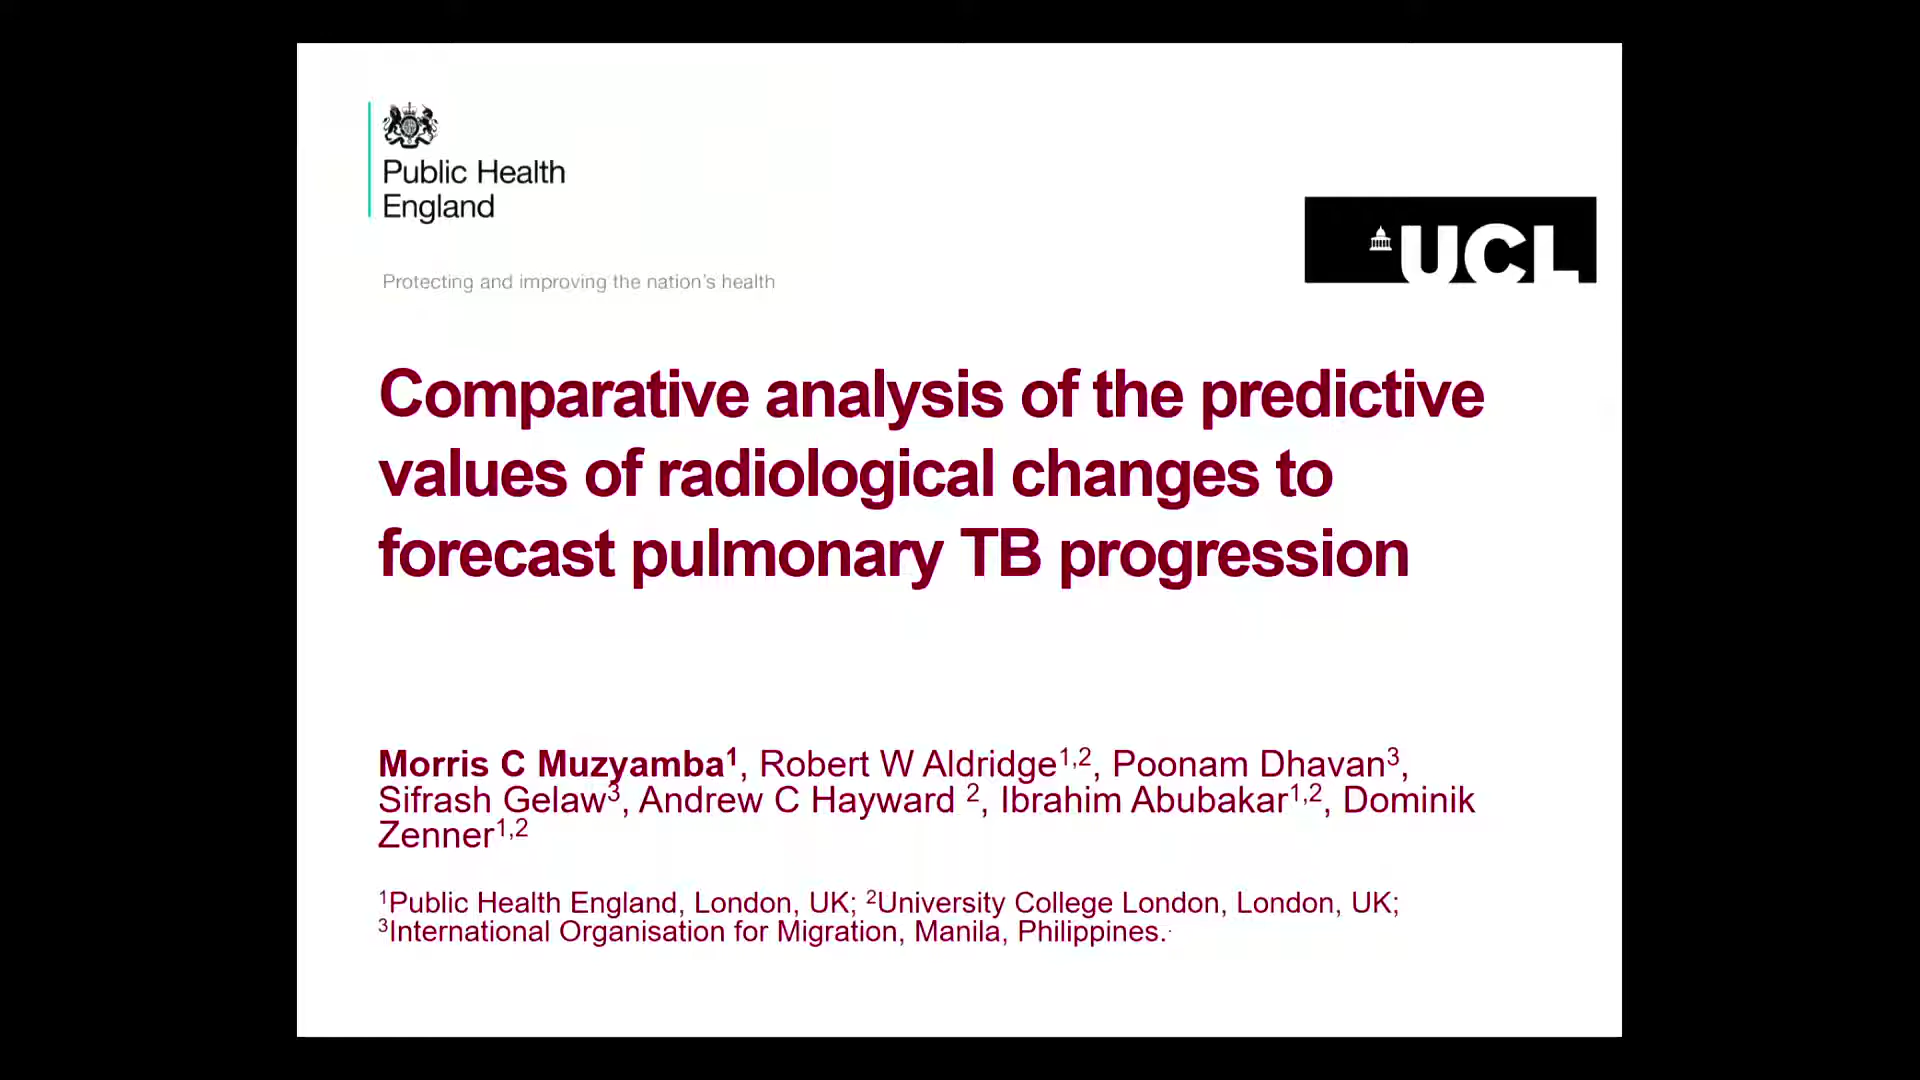 Public Health
England
UCL
Protecting and improving the nation's health
Comparative analysis of the predictive
values of radiological changes to
forecast pulmonary TB progression
Morris C Muzyamba¹, Robert W Aldridge¹,², Poonam Dhavan³,
Sifrash Gelaw³, Andrew C Hayward ², Ibrahim Abubakar¹,², Dominik
Zenner¹,²
¹Public Health England, London, UK; ²University College London, London, UK;
³International Organisation for Migration, Manila, Philippines..